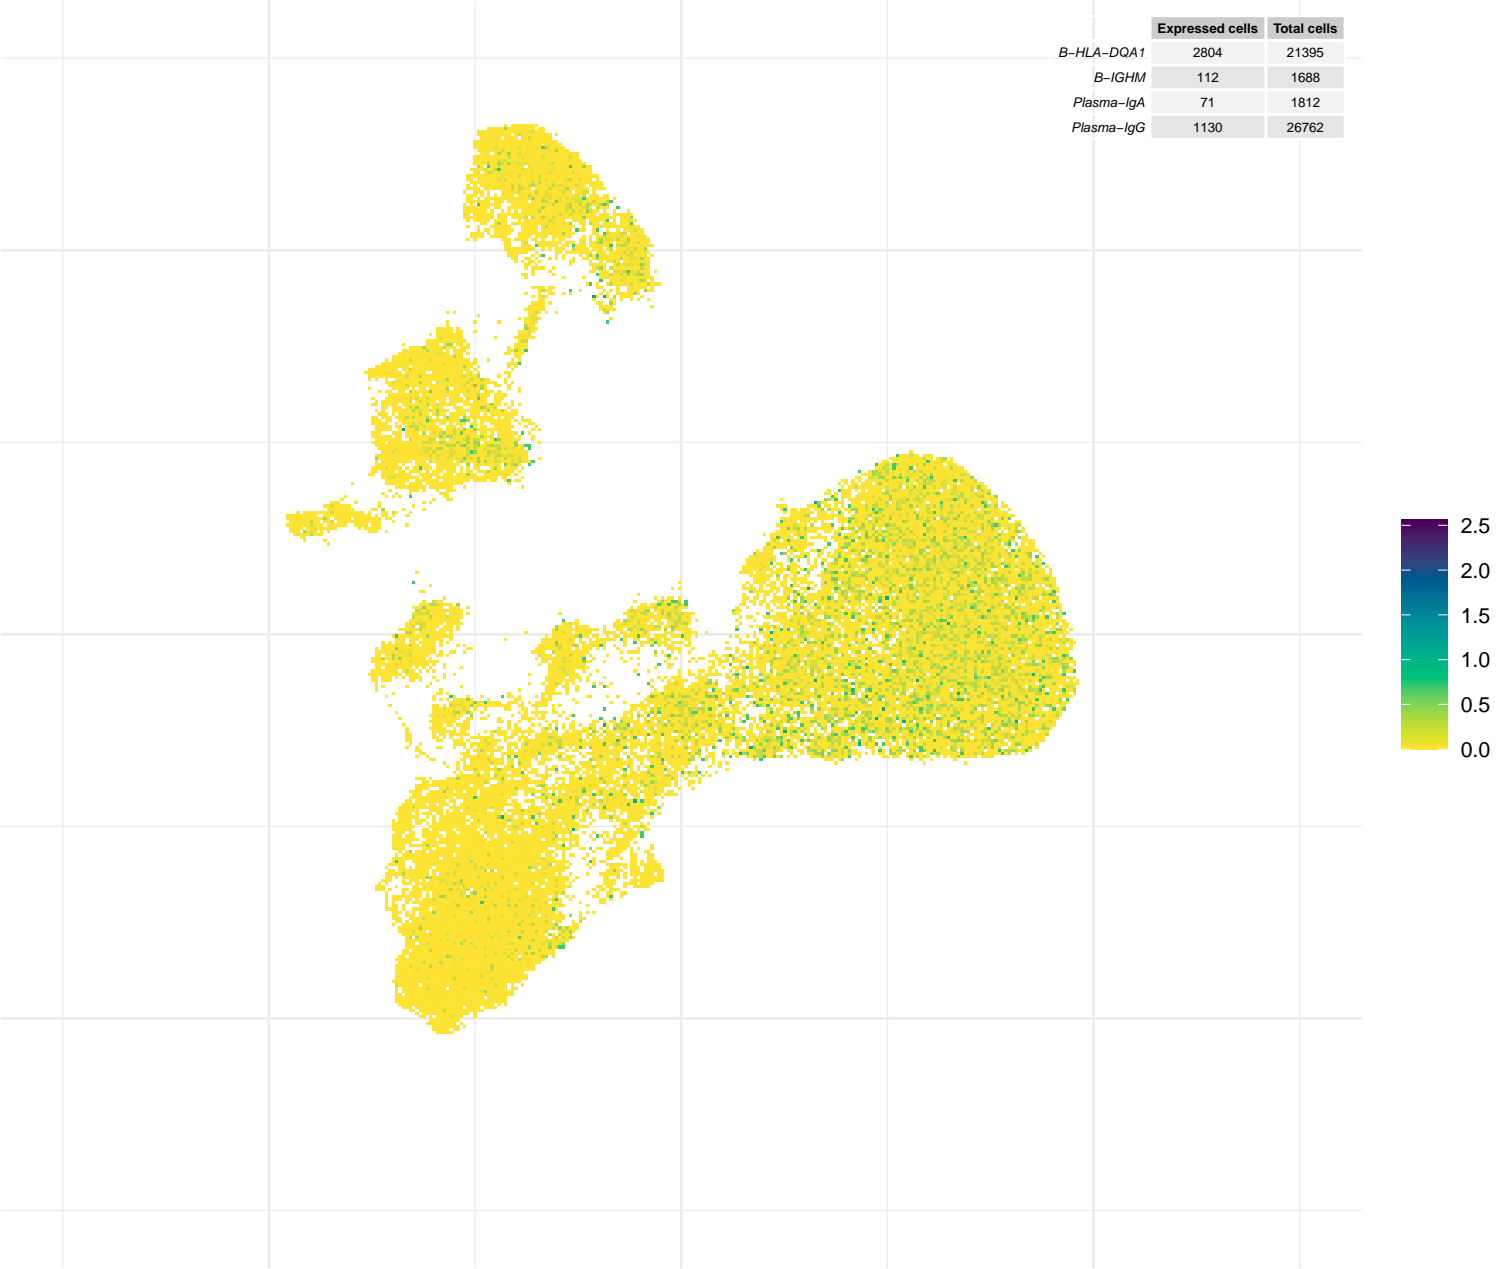 Expressed cells Total cells
B−HLA−DQA1 2804 21395
B−IGHM 112 1688
Plasma−IgA 71 1812
Plasma−IgG 1130 26762
2.5
2.0
1.5
1.0
0.5
0.0